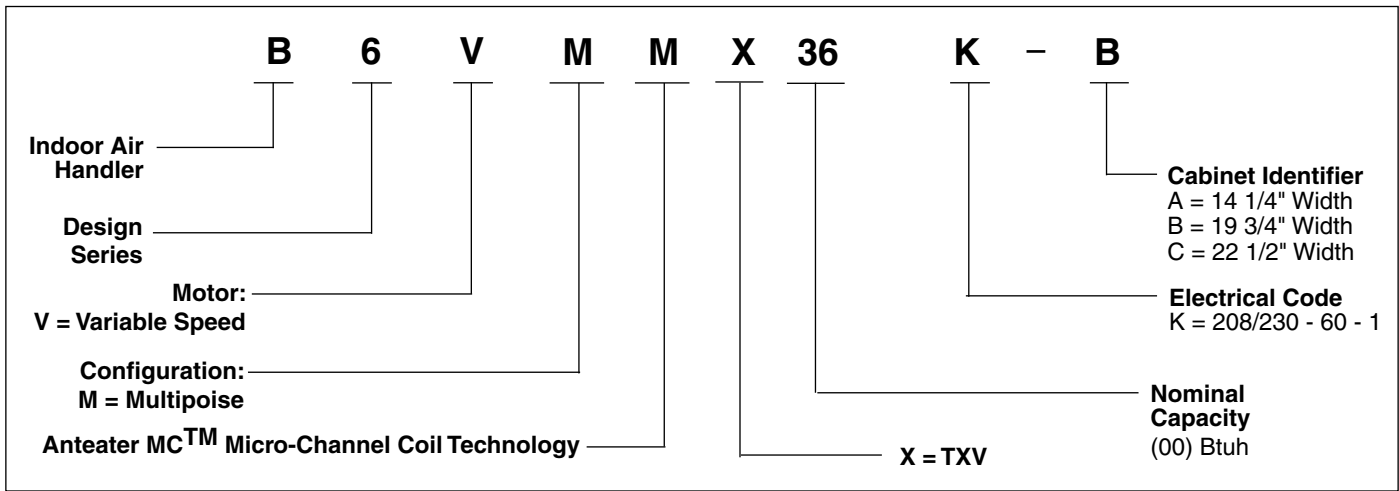 B 6 V M M X 36 K – B
Indoor Air
Handler
Design
Series
Motor:
V = Variable Speed
Configuration:
M = Multipoise
Anteater MC™ Micro-Channel Coil Technology
X = TXV
Nominal
Capacity
(00) Btuh
Electrical Code
K = 208/230 - 60 - 1
Cabinet Identifier
A = 14 1/4" Width
B = 19 3/4" Width
C = 22 1/2" Width